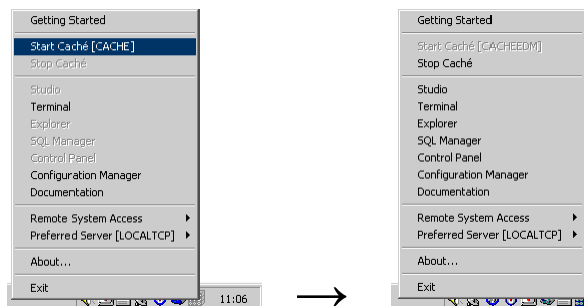 Getting Started
Start Caché [CACHE]
Stop Caché
Studio
Terminal
Explorer
SQL Manager
Control Panel
Configuration Manager
Documentation
Remote System Access
Preferred Server [LOCALTCP]
About...
Exit
11:06
Getting Started
Start Caché [CACHEEDM]
Stop Caché
Studio
Terminal
Explorer
SQL Manager
Control Panel
Configuration Manager
Documentation
Remote System Access
Preferred Server [LOCALTCP]
About...
Exit